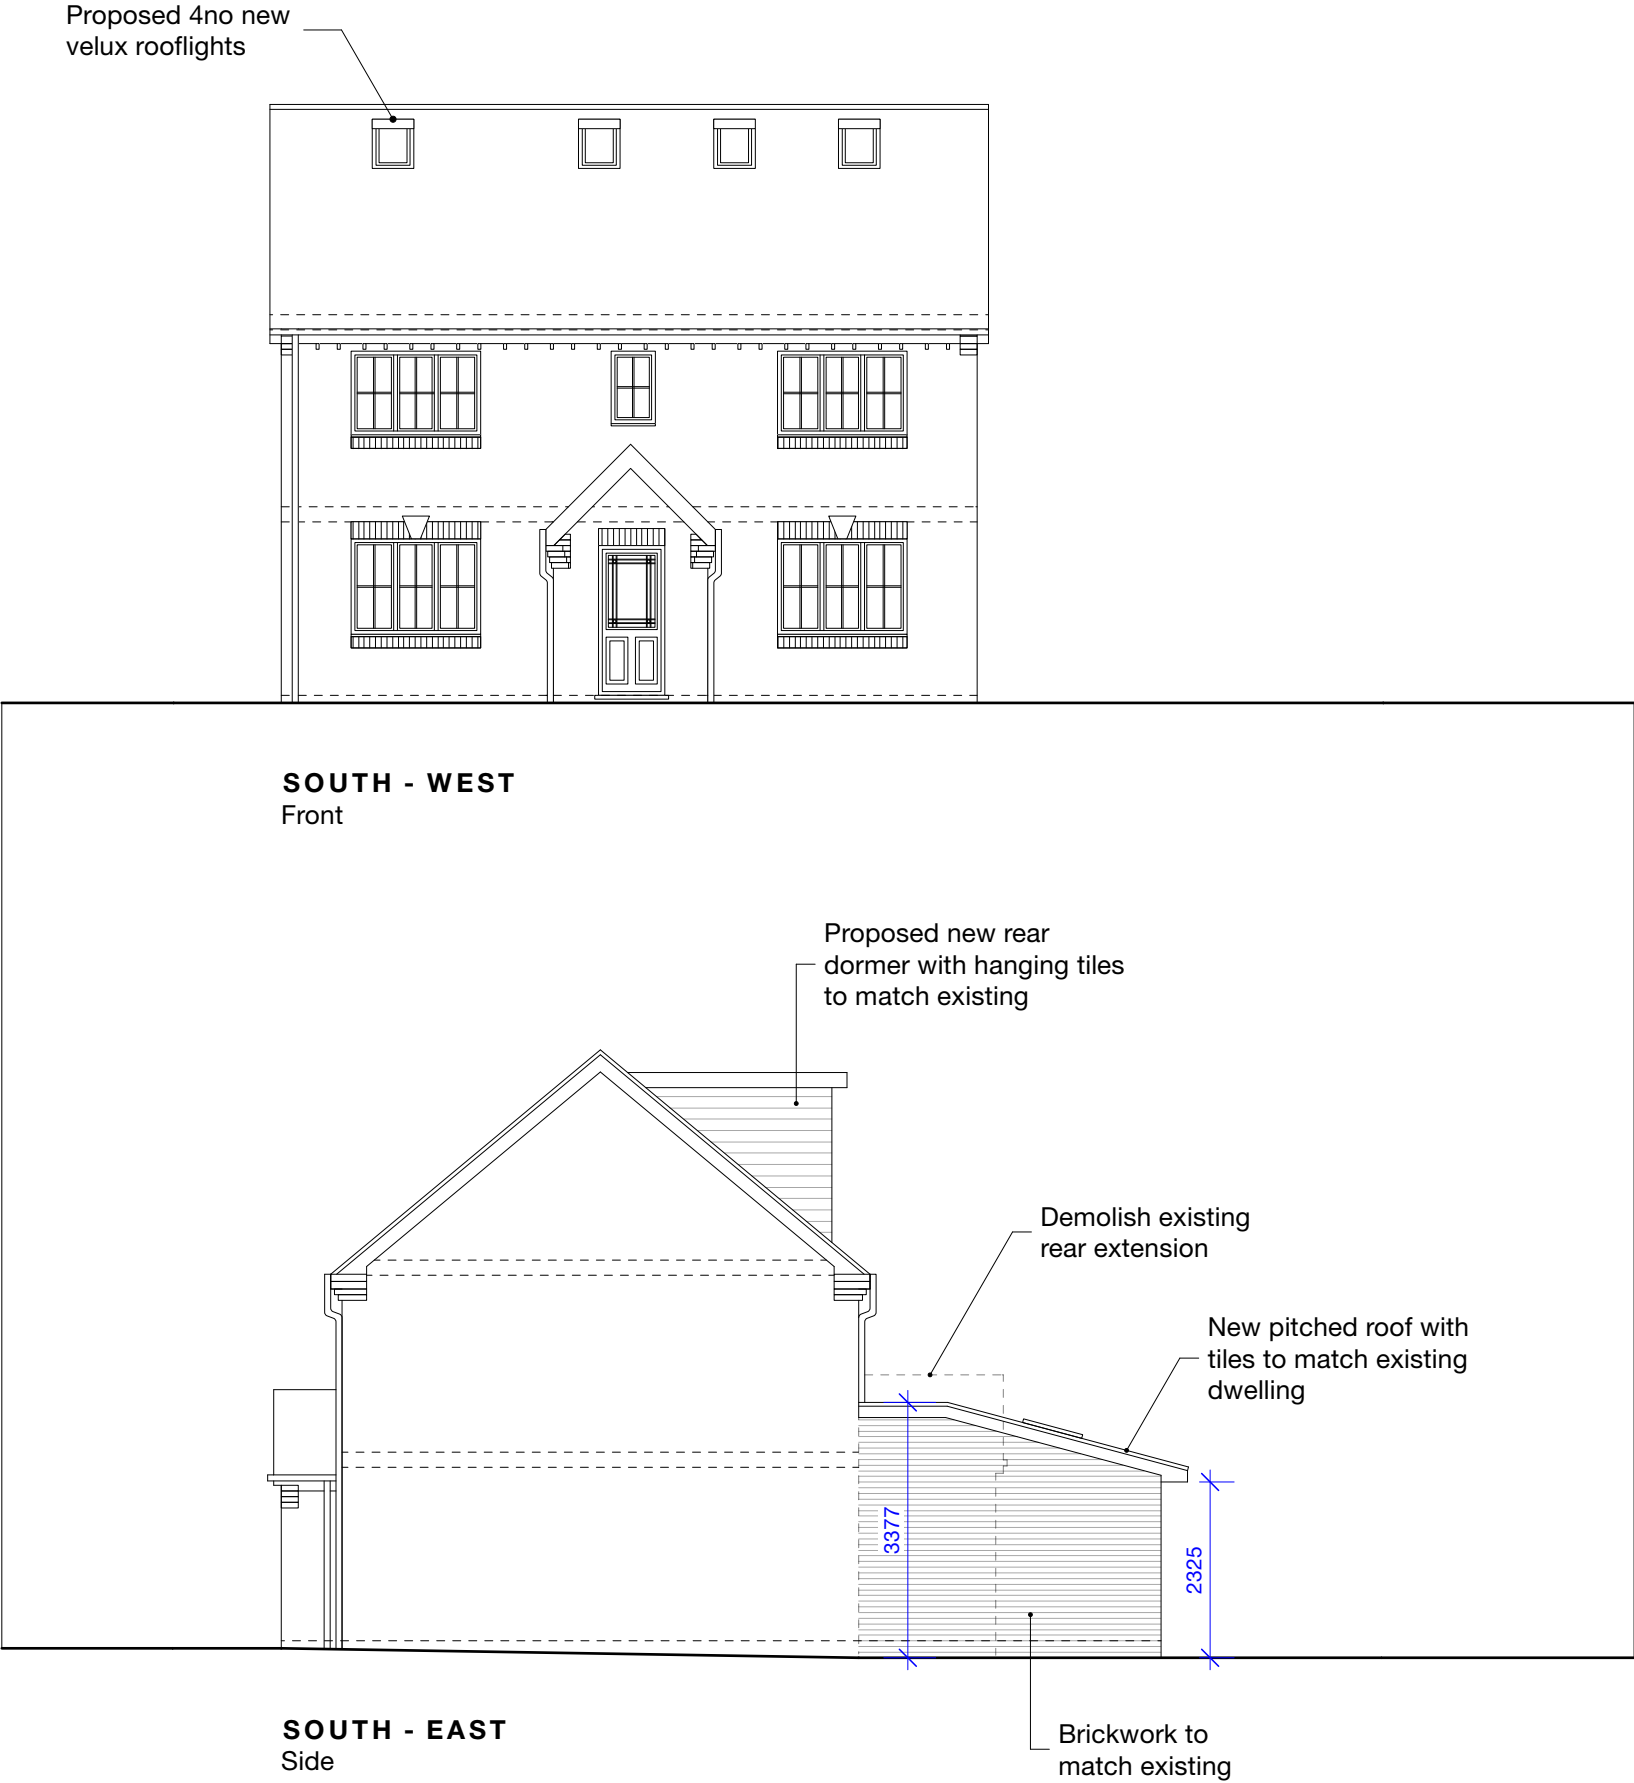 Proposed 4no new
velux rooflights
SOUTH - WEST
Front
Proposed new rear
dormer with hanging tiles
to match existing
Demolish existing
rear extension
New pitched roof with
tiles to match existing
dwelling
3377
2325
SOUTH - EAST
Side
Brickwork to
match existing